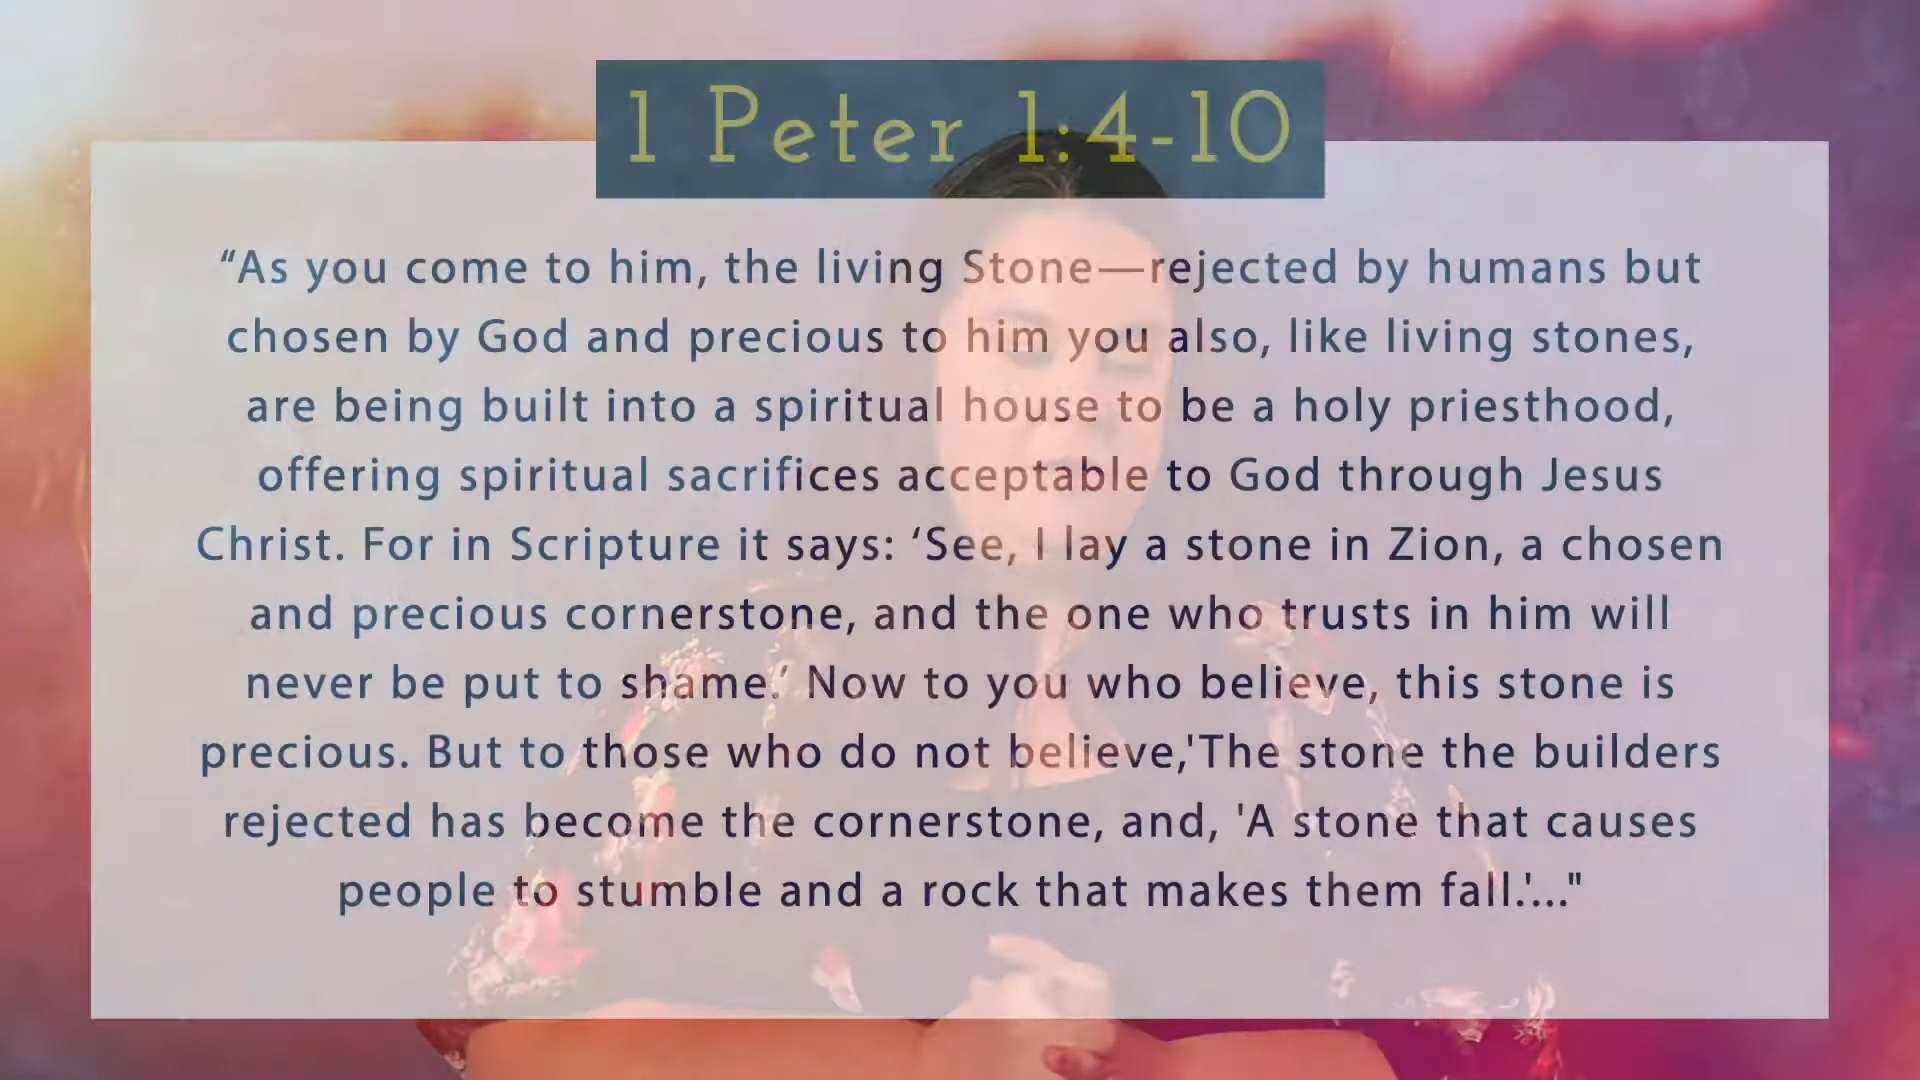 1 Peter 1:4-10
“As you come to him, the living Stone—rejected by humans but
chosen by God and precious to him you also, like living stones,
are being built into a spiritual house to be a holy priesthood,
offering spiritual sacrifices acceptable to God through Jesus
Christ. For in Scripture it says: ‘See, I lay a stone in Zion, a chosen
and precious cornerstone, and the one who trusts in him will
never be put to shame.’ Now to you who believe, this stone is
precious. But to those who do not believe,'The stone the builders
rejected has become the cornerstone, and, 'A stone that causes
people to stumble and a rock that makes them fall.'..."